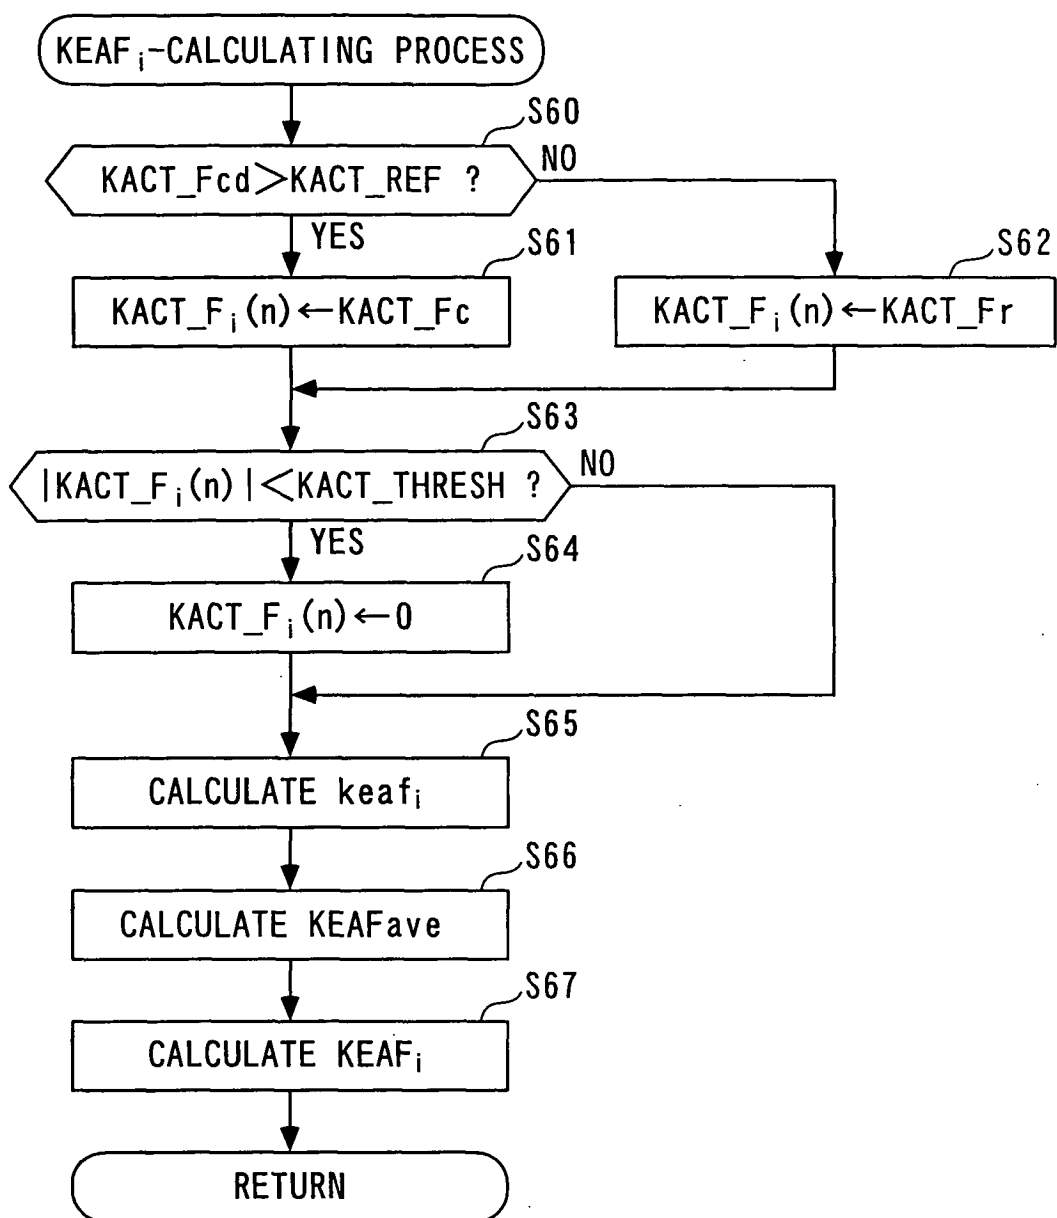 KEAFi-CALCULATING PROCESS
S60
KACT_Fcd>KACT_REF ?
NO
YES
S61
S62
KACT_Fi(n)←KACT_Fc
KACT_Fi(n)←KACT_Fr
S63
|KACT_Fi(n)|<KACT_THRESH ?
NO
YES
S64
KACT_Fi(n)←0
S65
CALCULATE keafi
S66
CALCULATE KEAFave
S67
CALCULATE KEAFi
RETURN